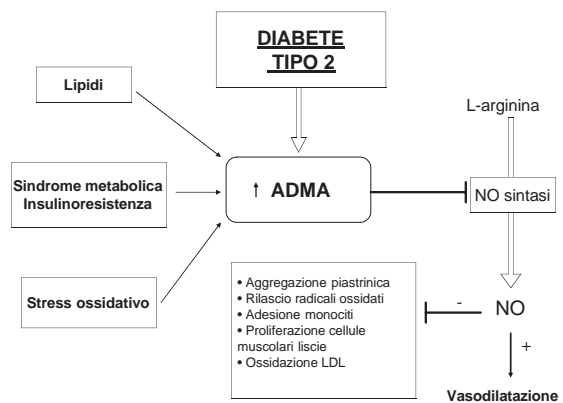 DIABETE
TIPO 2
Lipidi
L-arginina
Sindrome metabolica
Insulinoresistenza
↑ ADMA
NO sintasi
Stress ossidativo
• Aggregazione piastrinica
• Rilascio radicali ossidati
• Adesione monociti
• Proliferazione cellule
muscolari liscie
• Ossidazione LDL
-
NO
+
Vasodilatazione